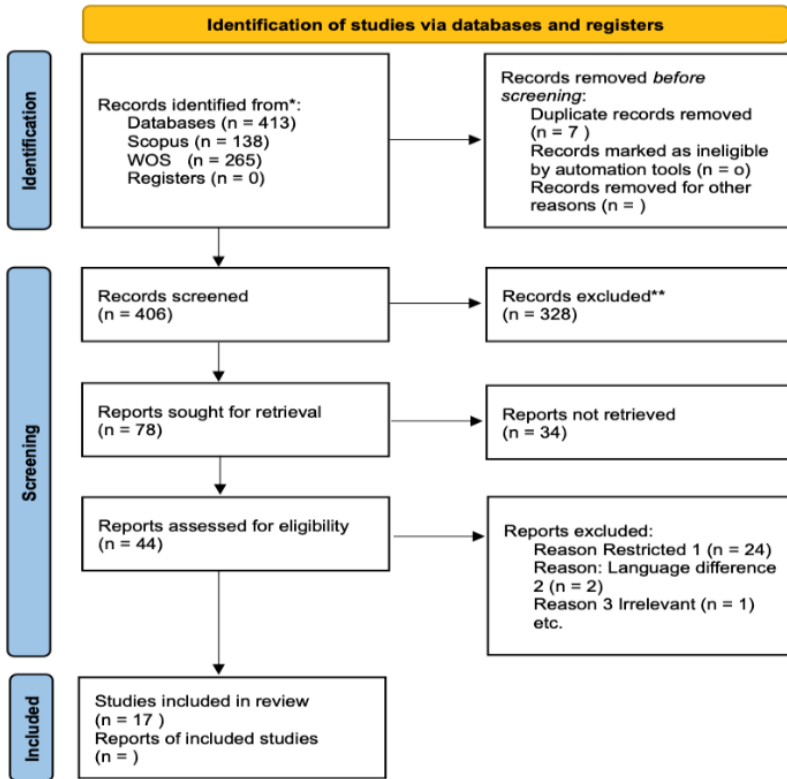 Identification of studies via databases and registers
Identification
Records identified from*:
Databases (n = 413)
Scopus (n = 138)
WOS (n = 265)
Registers (n = 0)
Records removed before
screening:
Duplicate records removed
(n = 7 )
Records marked as ineligible
by automation tools (n = o)
Records removed for other
reasons (n = )
Screening
Records screened
(n = 406)
Records excluded**
(n = 328)
Reports sought for retrieval
(n = 78)
Reports not retrieved
(n = 34)
Reports assessed for eligibility
(n = 44)
Reports excluded:
Reason Restricted 1 (n = 24)
Reason: Language difference
2 (n = 2)
Reason 3 Irrelevant (n = 1)
etc.
Included
Studies included in review
(n = 17 )
Reports of included studies
(n = )